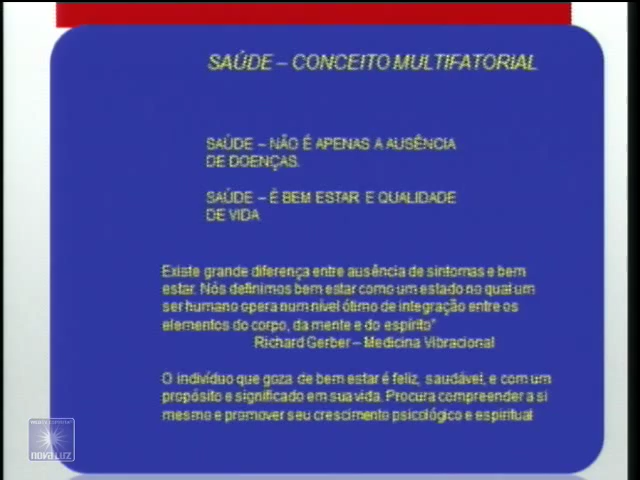 SAÚDE – CONCEITO MULTIFATORIAL
SAÚDE – NÃO É APENAS A AUSÊNCIA
DE DOENÇAS.
SAÚDE – É BEM ESTAR E QUALIDADE
DE VIDA
Existe grande diferença entre ausência de sintomas e bem
estar. Nós definimos bem estar como um estado no qual um
ser humano opera num nível ótimo de integração entre os
elementos do corpo, da mente e do espírito"
Richard Gerber – Medicina Vibracional
O indivíduo que goza de bem estar é feliz, saudável, e com um
propósito e significado em sua vida. Procura compreender a si
mesmo e promover seu crescimento psicológico e espiritual
NOVA LUZ